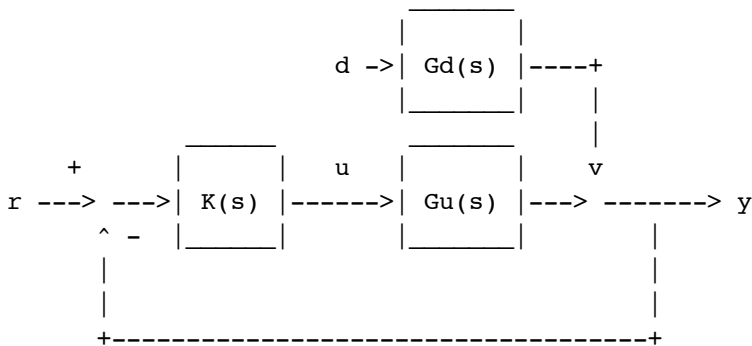 d -> Gd(s) ----+
+ u v
r ---> ---> K(s) ------> Gu(s) ---> -------> y
^ -
+-------------------------------------+